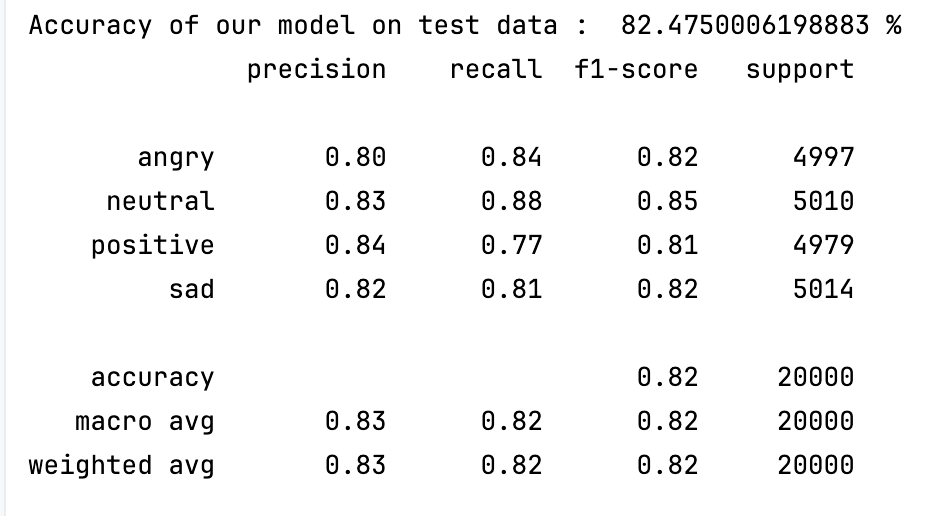 Accuracy of our model on test data :  82.4750006198883 %
              precision    recall  f1-score   support

       angry       0.80      0.84      0.82      4997
     neutral       0.83      0.88      0.85      5010
    positive       0.84      0.77      0.81      4979
         sad       0.82      0.81      0.82      5014

    accuracy                           0.82     20000
   macro avg       0.83      0.82      0.82     20000
weighted avg       0.83      0.82      0.82     20000